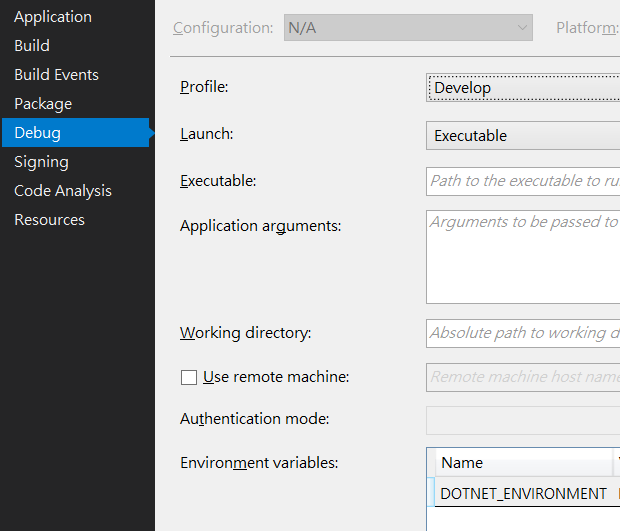 Application
Build
Build Events
Package
Debug
Signing
Code Analysis
Resources
Configuration: N/A Platform:
Profile: Develop
Launch: Executable
Executable: Path to the executable to
Application arguments: Arguments to be passed to
Working directory: Absolute path to working
Use remote machine: Remote machine host name
Authentication mode:
Environment variables: Name
DOTNET_ENVIRONMENT